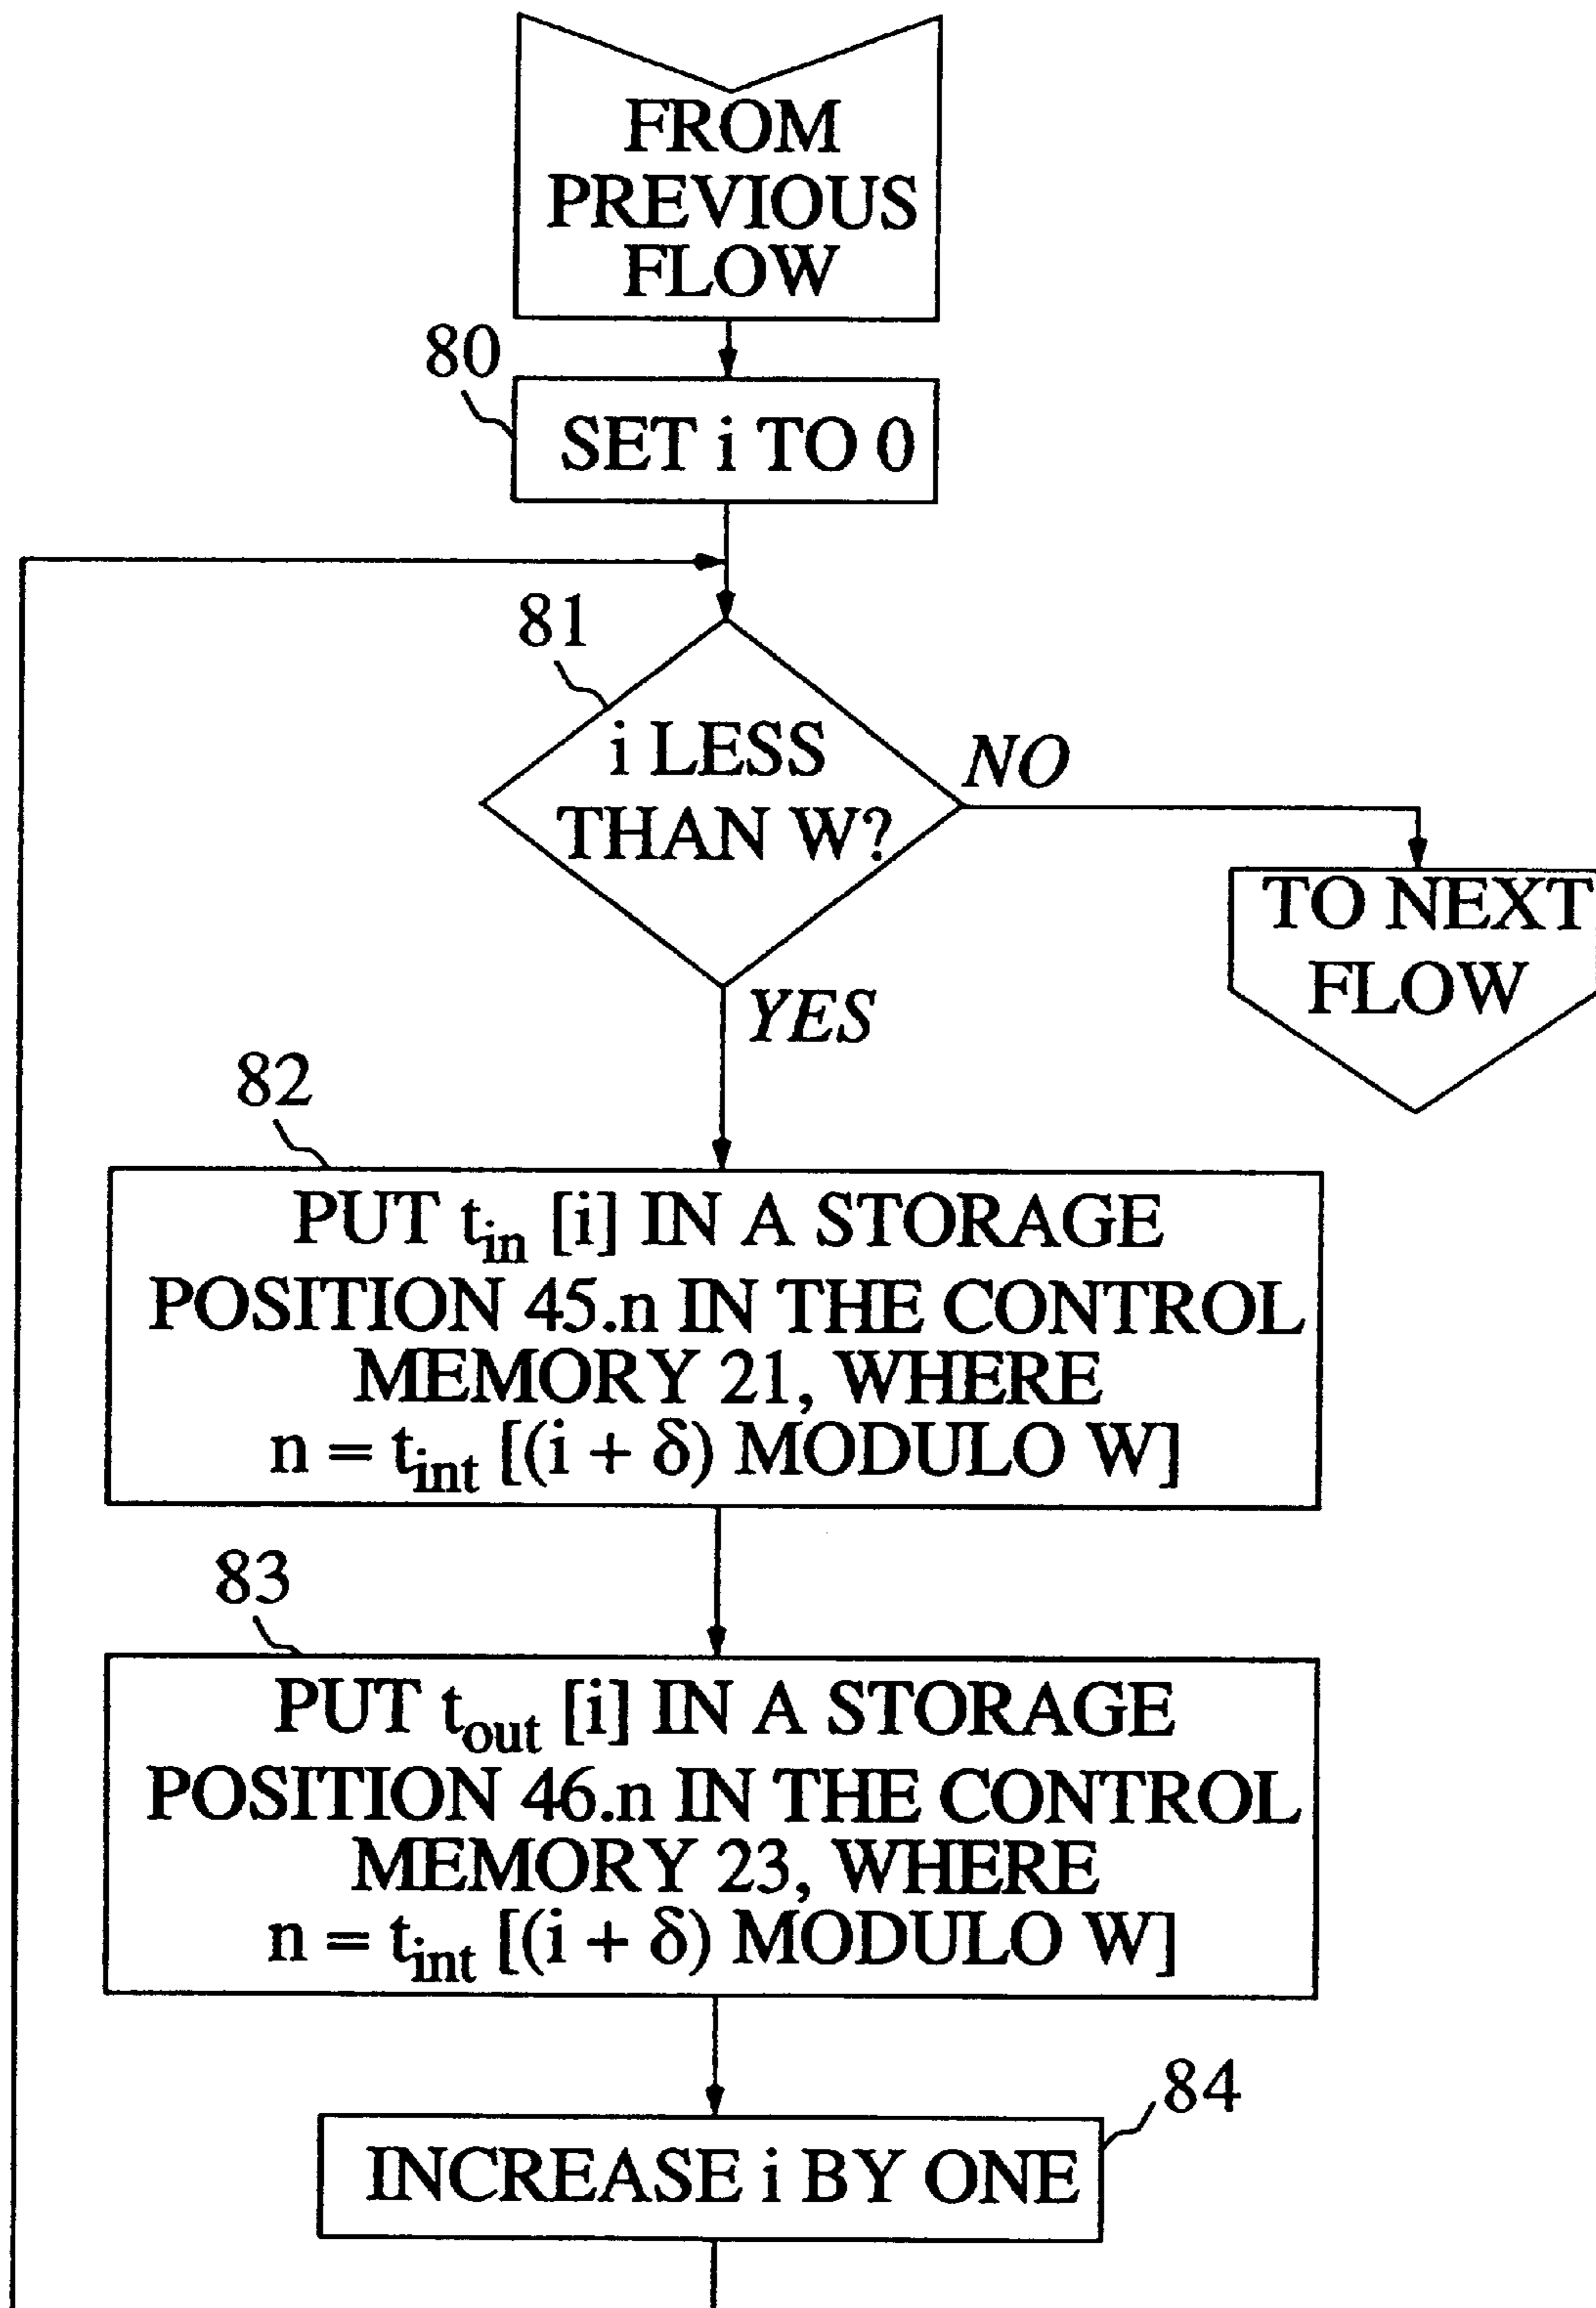 FROM
PREVIOUS
FLOW
80
SET i TO 0
81
i LESS
THAN W?
NO
TO NEXT
FLOW
YES
82
PUT t_in [i] IN A STORAGE
POSITION 45.n IN THE CONTROL
MEMORY 21, WHERE
n = t_int [(i + δ) MODULO W]
83
PUT t_out [i] IN A STORAGE
POSITION 46.n IN THE CONTROL
MEMORY 23, WHERE
n = t_int [(i + δ) MODULO W]
84
INCREASE i BY ONE